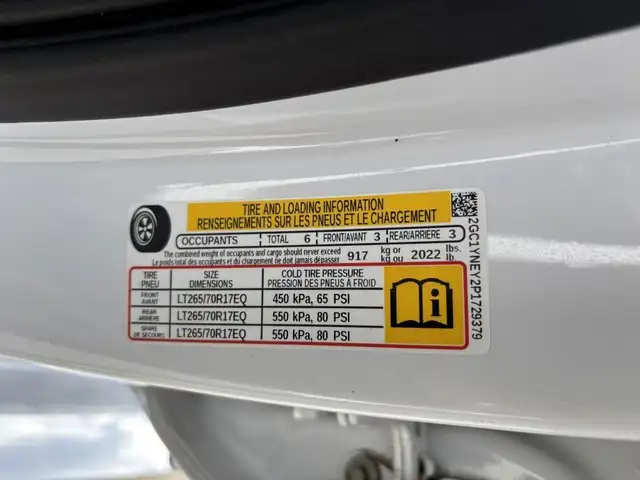 TIRE AND LOADING INFORMATION
RENSEIGNEMENTS SUR LES PNEUS ET LE CHARGEMENT
OCCUPANTS TOTAL 6 FRONT/AVANT 3 REAR/ARRIERE 3
The combined weight of occupants and cargo should never exceed 917 kg or 2022 lbs.
Le poids total des occupants et du chargement ne doit jamais dépasser kg ou lb.
TIRE SIZE COLD TIRE PRESSURE
PNEU DIMENSIONS PRESSION DES PNEUS À FROID
FRONT
AVANT LT265/70R17EQ 450 kPa, 65 PSI
REAR
ARRIÈRE LT265/70R17EQ 550 kPa, 80 PSI
SPARE
DE SECOURS LT265/70R17EQ 550 kPa, 80 PSI
2GC17NEY2P1729379